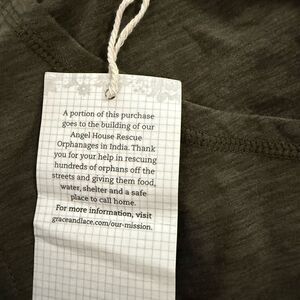 A portion of this purchase
goes to the building of our
Angel House Rescue
Orphanages in India. Thank
you for your help in rescuing
hundreds of orphans off the
streets and giving them food,
water, shelter and a safe
place to call home.
For more information, visit
graceandlace.com/our-mission.